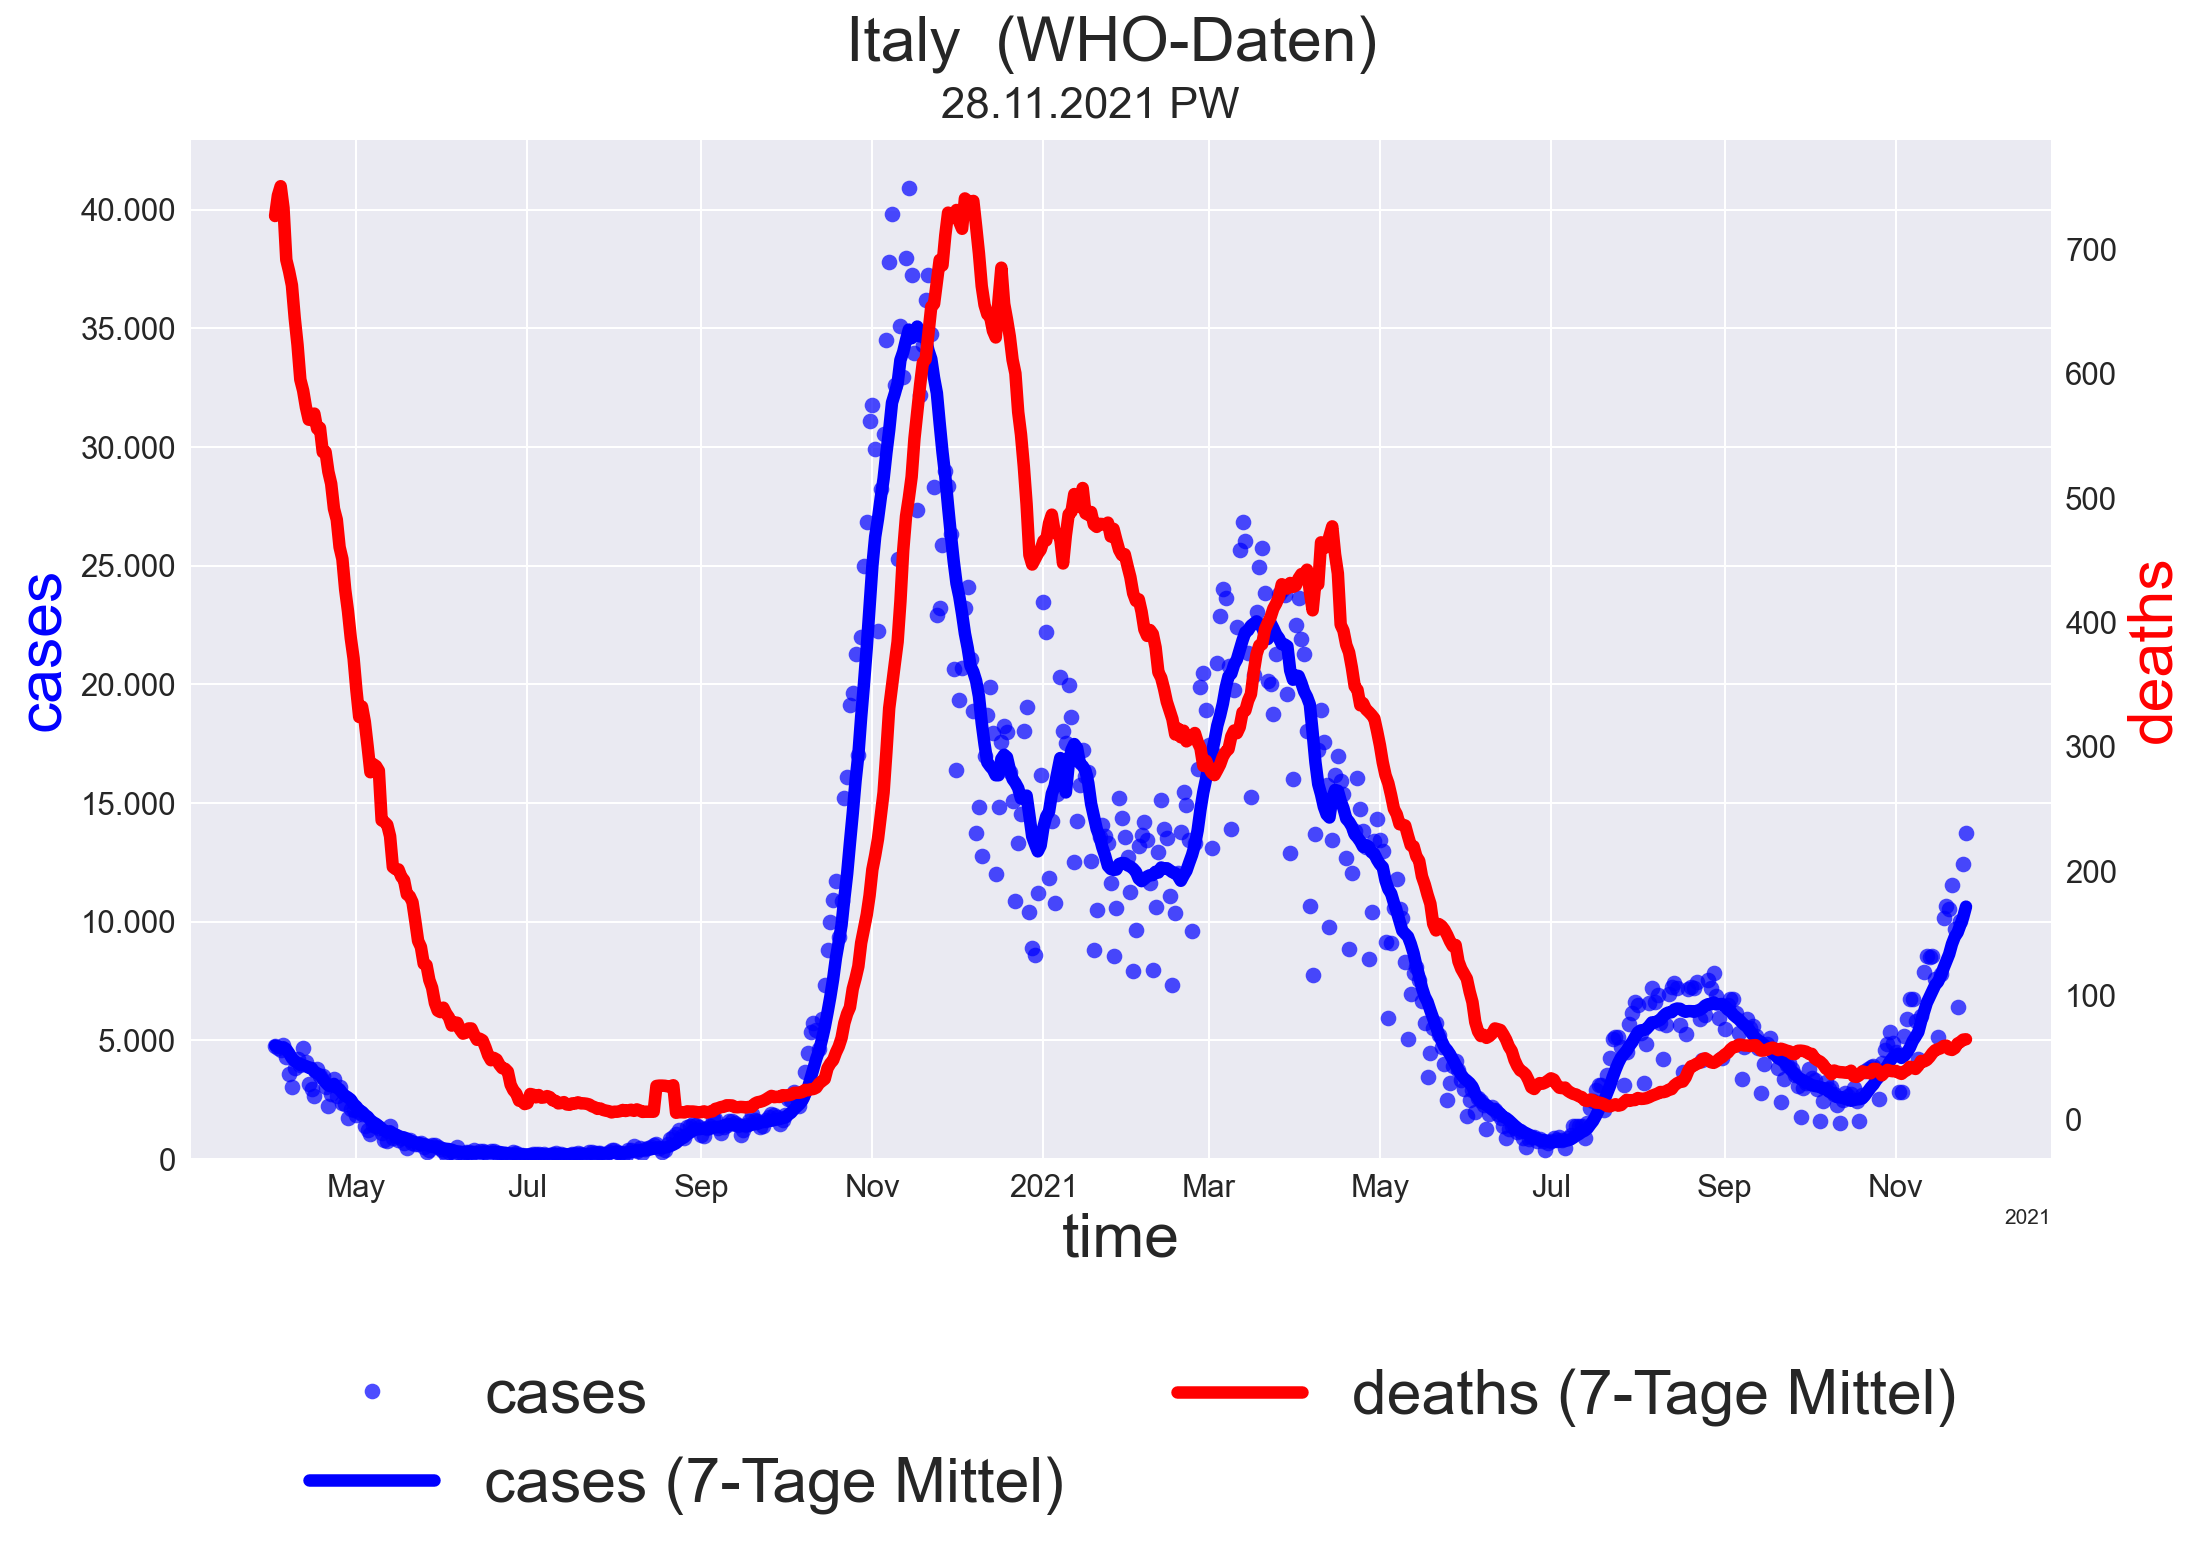 Italy  (WHO-Daten)
28.11.2021 PW
cases
40.000
35.000
30.000
25.000
20.000
15.000
10.000
5.000
0
700
600
500
400
300
200
100
0
deaths
May Jul Sep Nov 2021 Mar May Jul Sep Nov
2021
time
cases
cases (7-Tage Mittel)
deaths (7-Tage Mittel)